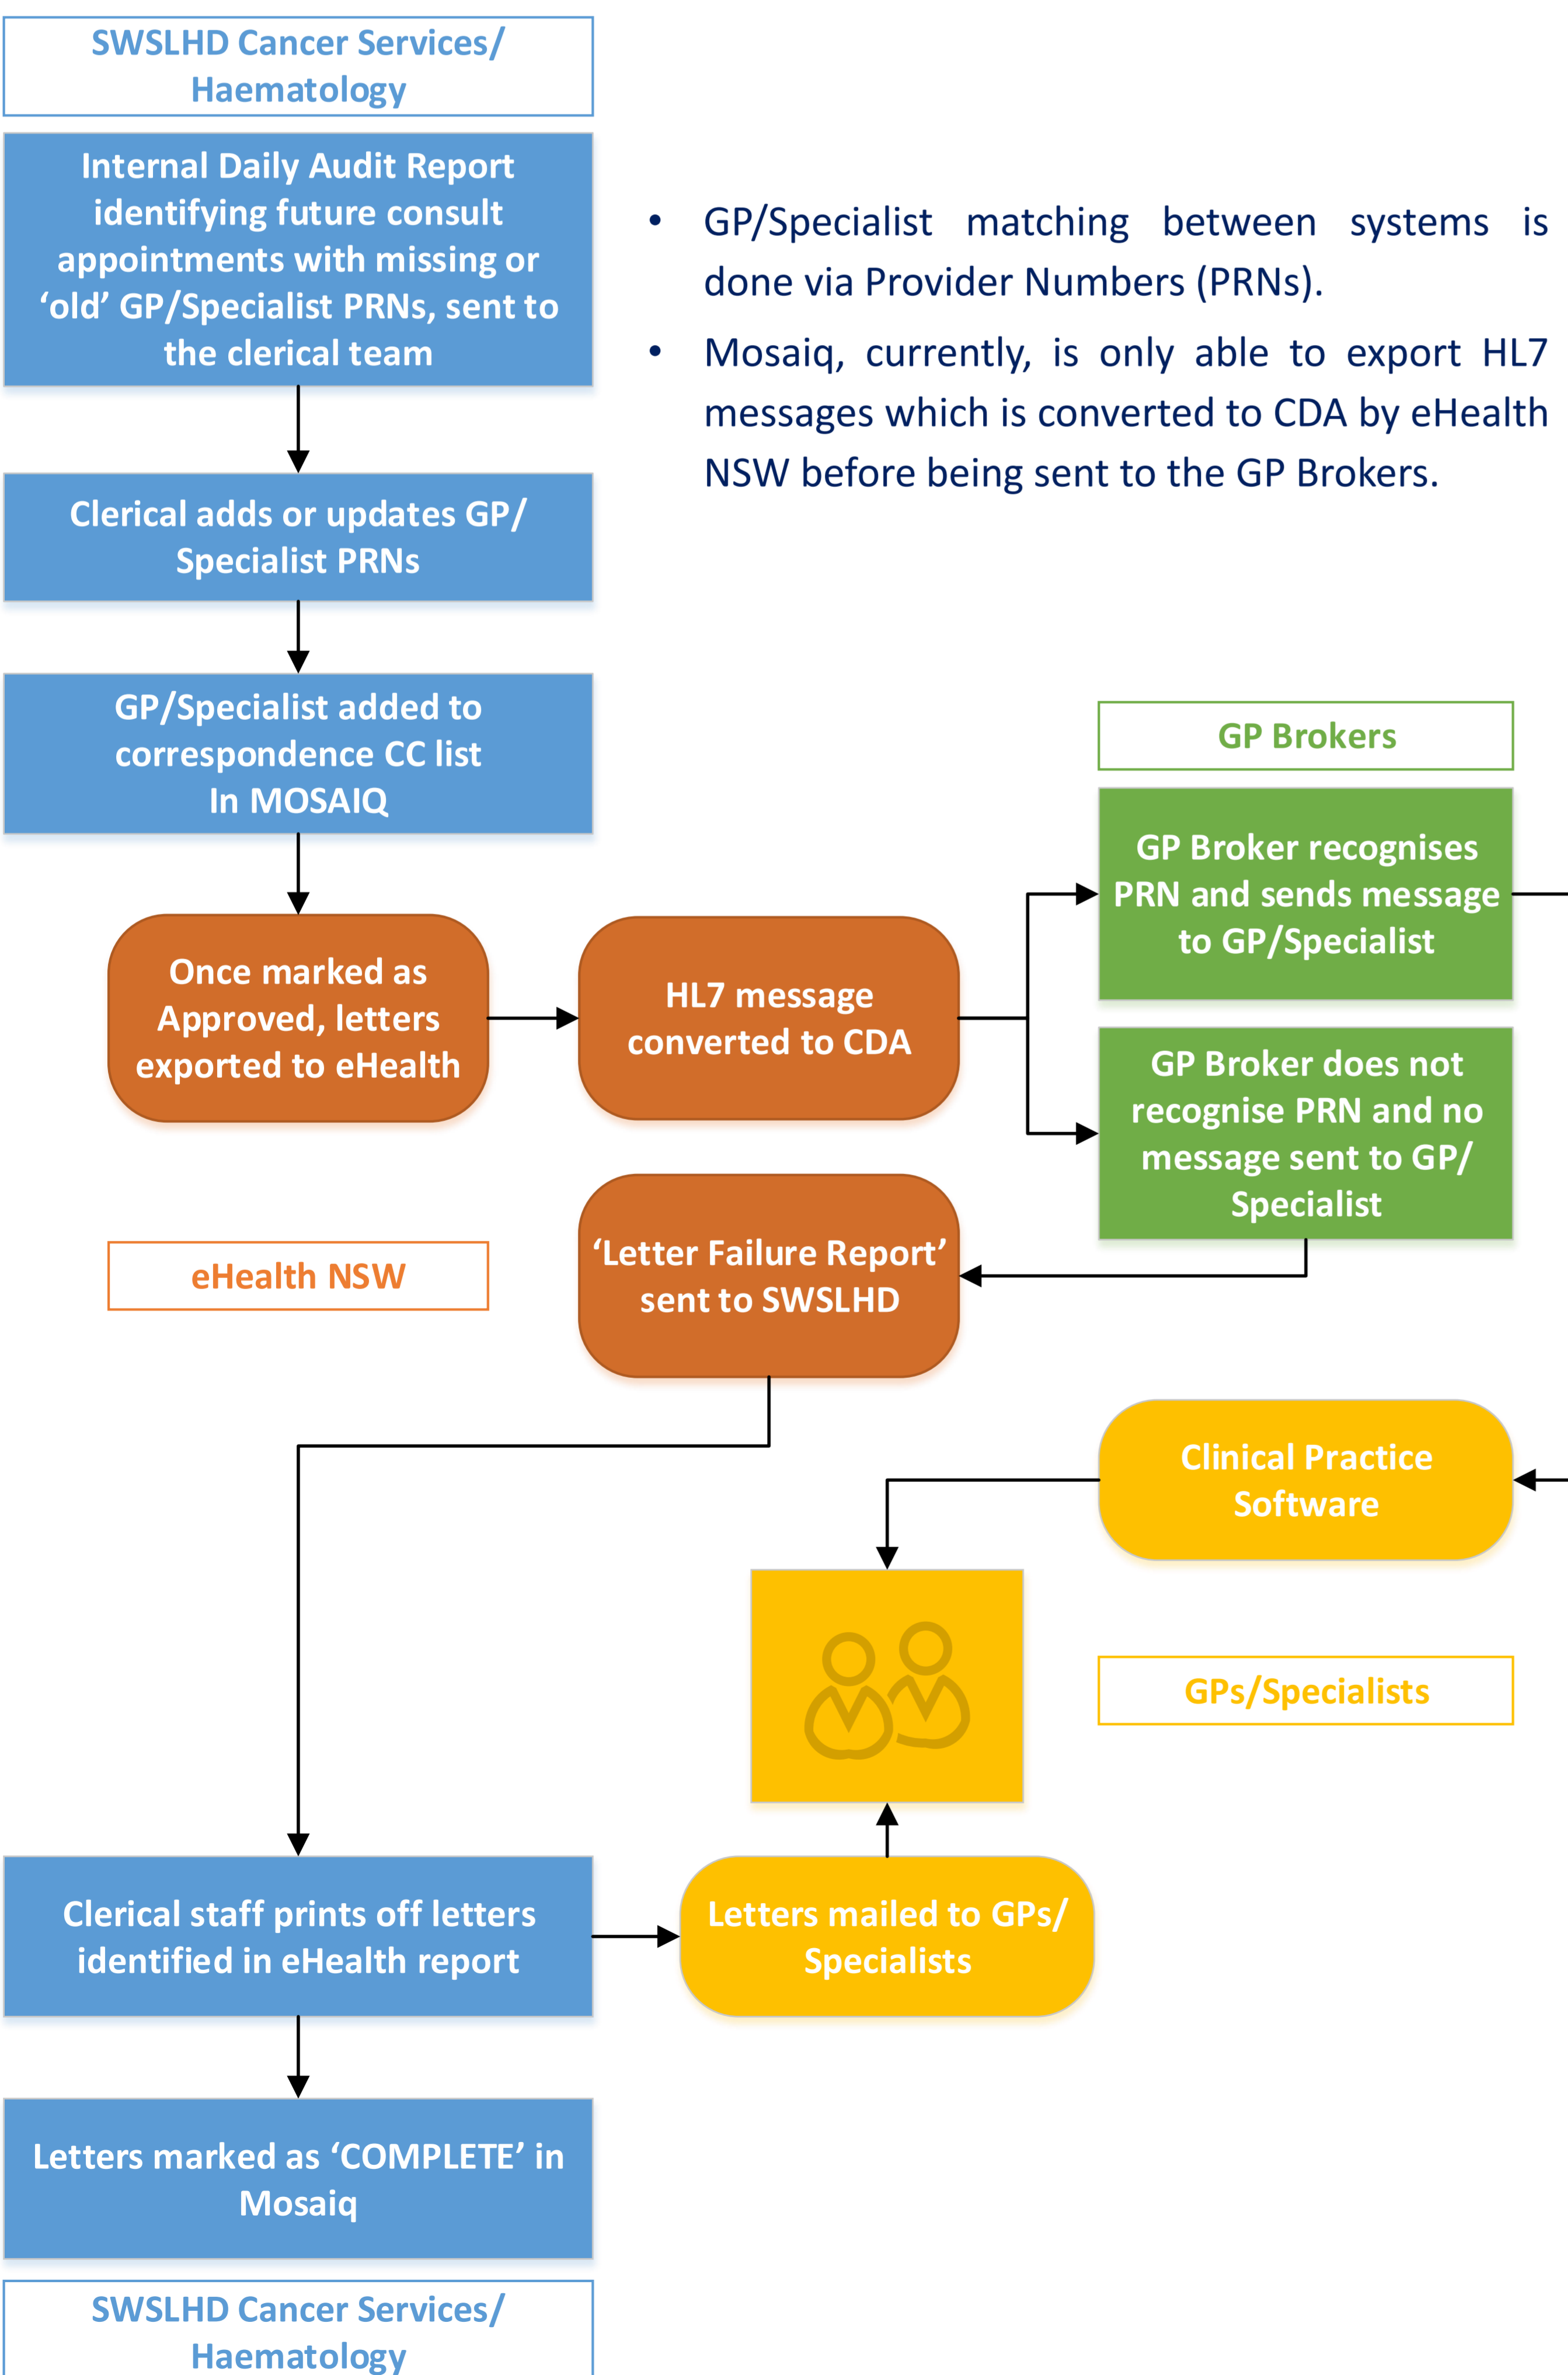 SWSLHD Cancer Services/
Haematology
Internal Daily Audit Report
identifying future consult
appointments with missing or
‘old’ GP/Specialist PRNs, sent to
the clerical team
• GP/Specialist matching between systems is
done via Provider Numbers (PRNs).
• Mosaiq, currently, is only able to export HL7
messages which is converted to CDA by eHealth
NSW before being sent to the GP Brokers.
Clerical adds or updates GP/
Specialist PRNs
GP/Specialist added to
correspondence CC list
In MOSAIQ
GP Brokers
GP Broker recognises
PRN and sends message
to GP/Specialist
Once marked as
Approved, letters
exported to eHealth
HL7 message
converted to CDA
GP Broker does not
recognise PRN and no
message sent to GP/
Specialist
‘Letter Failure Report’
sent to SWSLHD
eHealth NSW
Clinical Practice
Software
GPs/Specialists
Clerical staff prints off letters
identified in eHealth report
Letters mailed to GPs/
Specialists
Letters marked as ‘COMPLETE’ in
Mosaiq
SWSLHD Cancer Services/
Haematology